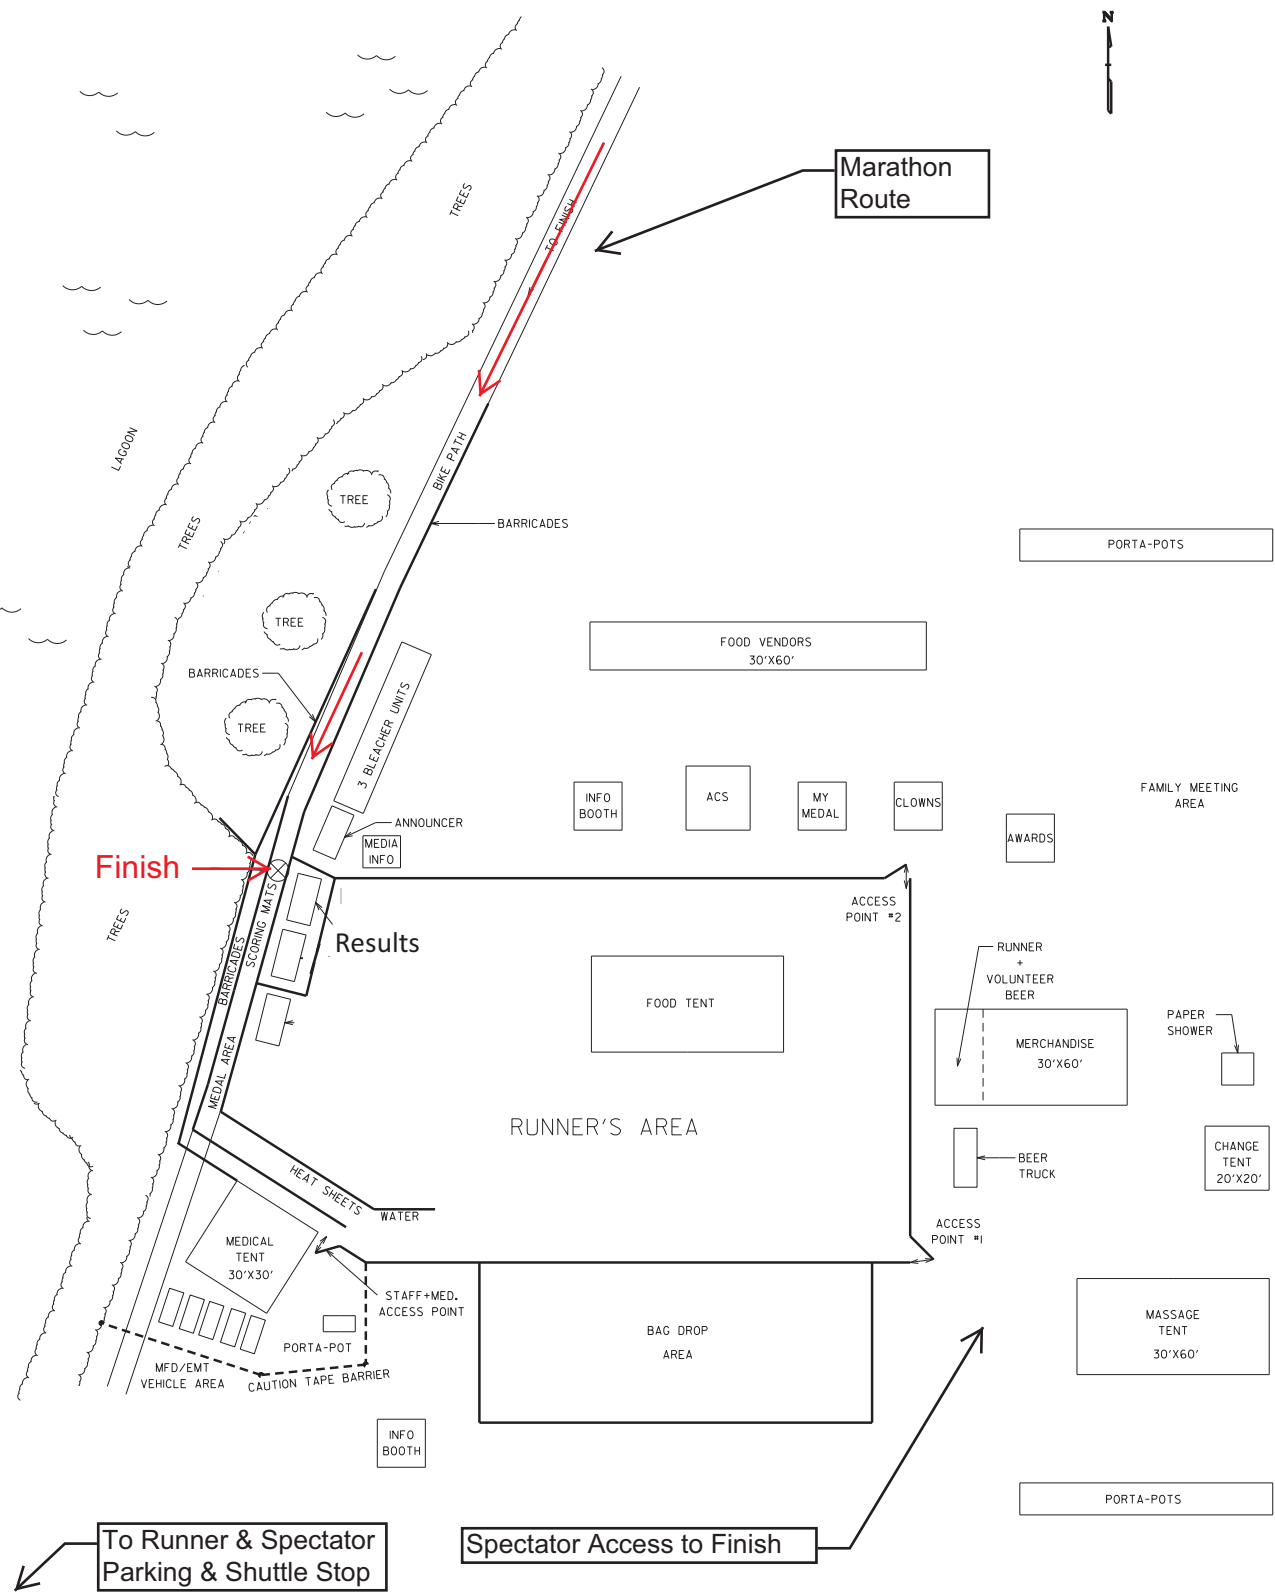 N
Marathon
Route
TREES
TO FINISH
LAGOON
BIKE PATH
TREE
BARRICADES
TREES
PORTA-POTS
TREE
FOOD VENDORS
30'X60'
BARRICADES
3 BLEACHER UNITS
TREE
INFO
BOOTH
ACS
MY
MEDAL
CLOWNS
FAMILY MEETING
AREA
ANNOUNCER
MEDIA
INFO
AWARDS
Finish
SCORING MATS
ACCESS
POINT #2
TREES
BARRICADES
Results
RUNNER
+
VOLUNTEER
BEER
FOOD TENT
PAPER
SHOWER
MERCHANDISE
30'X60'
MEDAL AREA
RUNNER'S AREA
BEER
TRUCK
CHANGE
TENT
20'X20'
HEAT SHEETS
WATER
ACCESS
POINT #1
MEDICAL
TENT
30'X30'
STAFF+MED.
ACCESS POINT
MASSAGE
TENT
30'X60'
BAG DROP
AREA
PORTA-POT
MFD/EMT
VEHICLE AREA
CAUTION TAPE BARRIER
INFO
BOOTH
PORTA-POTS
To Runner & Spectator
Parking & Shuttle Stop
Spectator Access to Finish